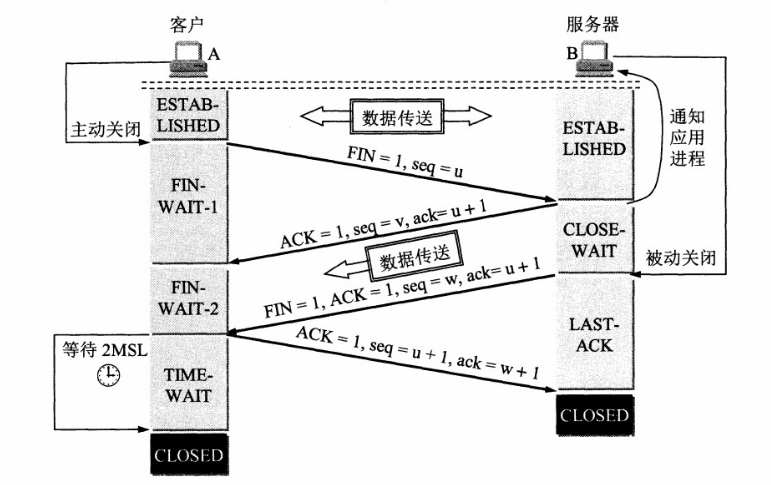 客户
服务器
A
B
ESTAB-
LISHED
数据传送
ESTAB-
LISHED
通知
应用
进程
主动关闭
FIN = 1, seq = u
FIN-
WAIT-1
ACK = 1, seq = v, ack= u + 1
CLOSE-
WAIT
数据传送
被动关闭
FIN-
WAIT-2
FIN = 1, ACK = 1, seq = w, ack= u + 1
ACK = 1, seq = u + 1, ack = w + 1
LAST-
ACK
等待 2MSL
TIME-
WAIT
CLOSED
CLOSED